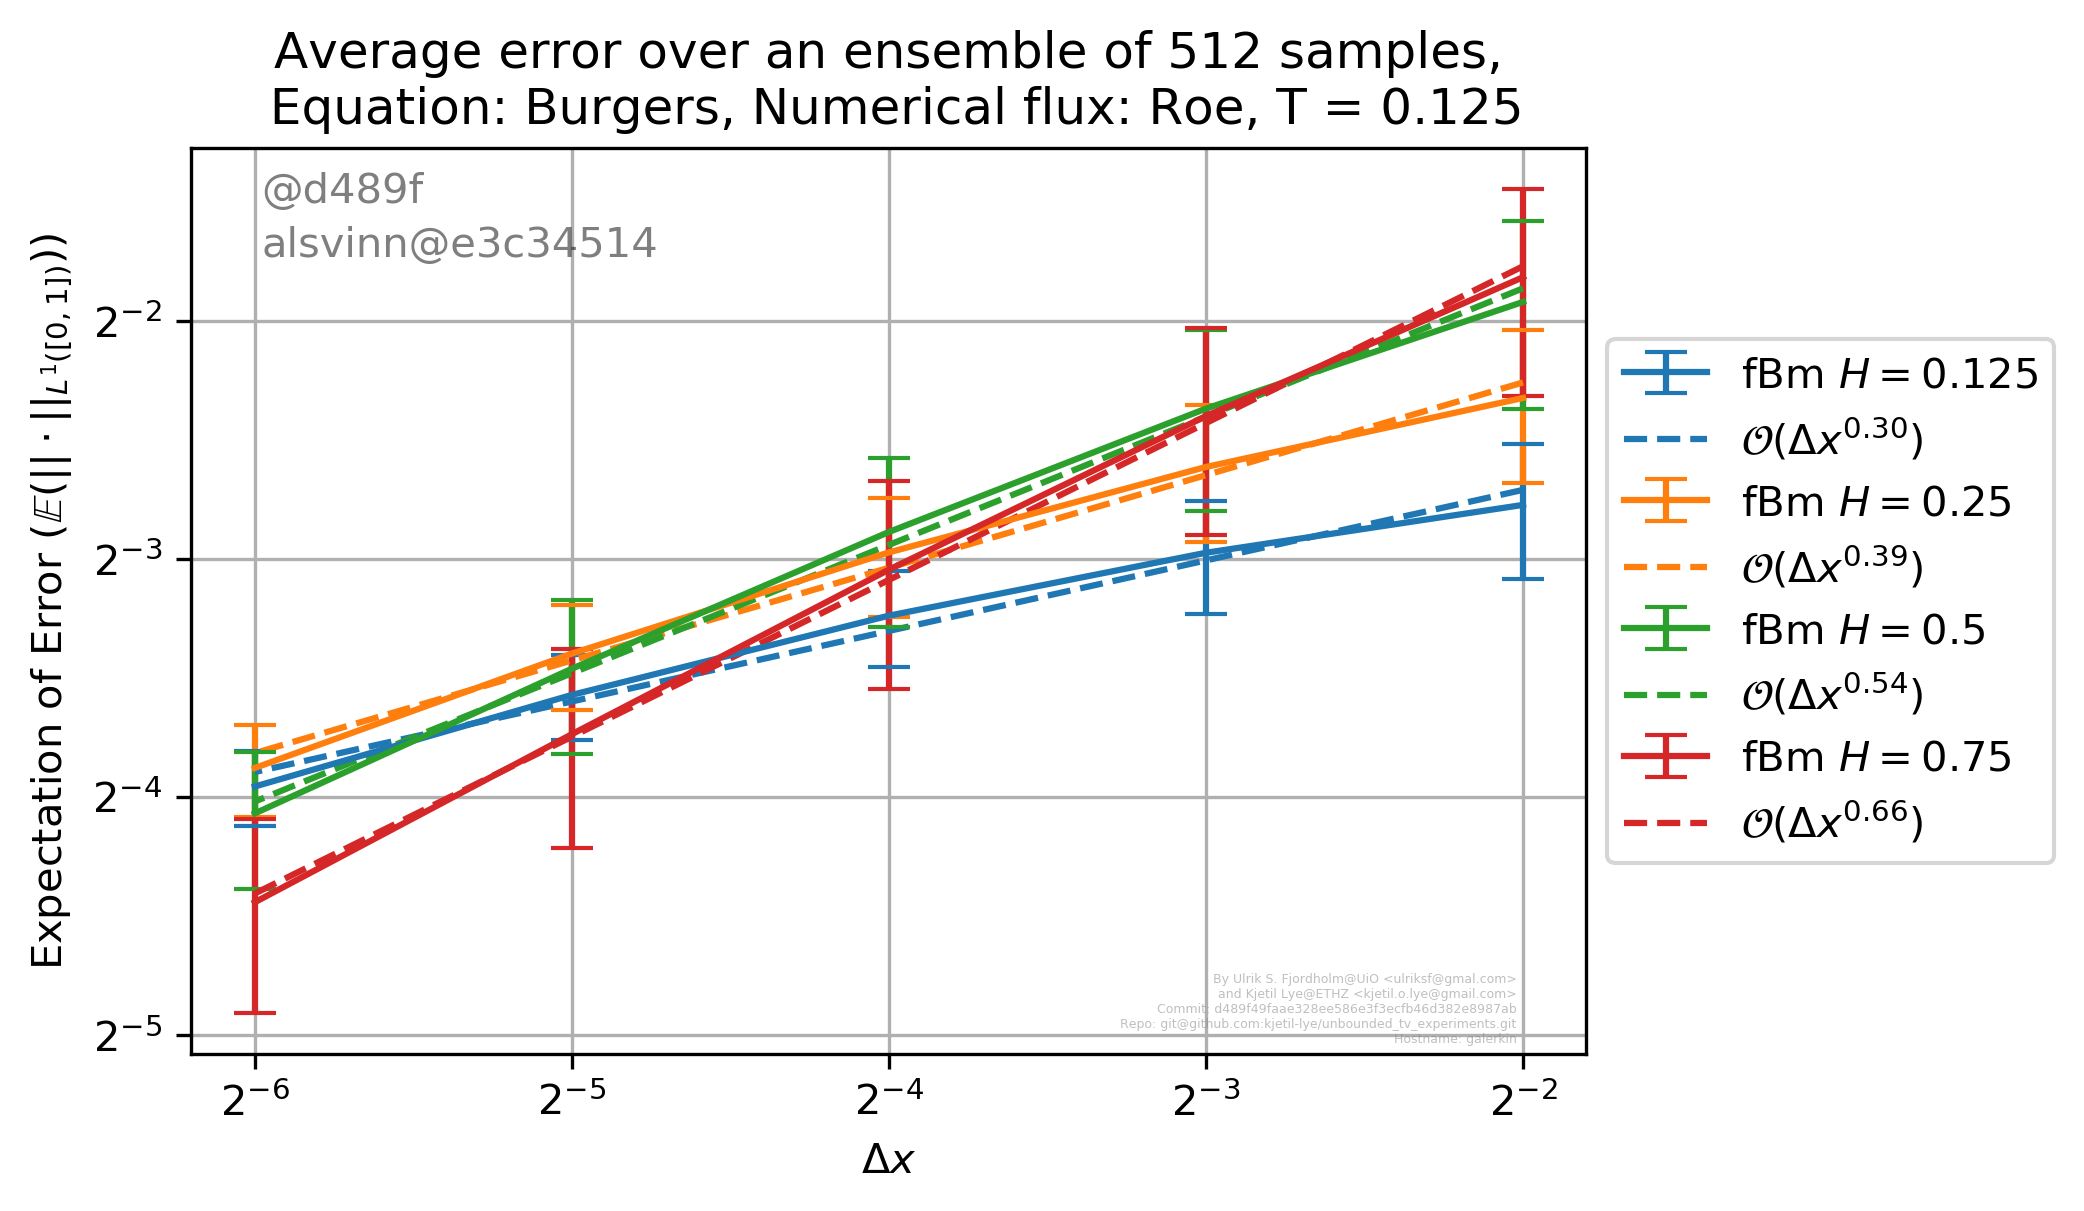 Average error over an ensemble of 512 samples,
Equation: Burgers, Numerical flux: Roe, T = 0.125
@d489f
alsvinn@e3c34514
Expectation of Error (𝔼(||·||_{L^1([0,1])}))
2^{-2}
2^{-3}
2^{-4}
2^{-5}
2^{-6} 2^{-5} 2^{-4} 2^{-3} 2^{-2}
Δx
fBm H = 0.125
𝒪(Δx^{0.30})
fBm H = 0.25
𝒪(Δx^{0.39})
fBm H = 0.5
𝒪(Δx^{0.54})
fBm H = 0.75
𝒪(Δx^{0.66})
By Ulrik S. Fjordholm@UiO <ulriksf@gmal.com>
and Kjetil Lye@ETHZ <kjetil.o.lye@gmail.com>
Commit: d489f49faae328ee586e3f3ecfb46d382e8987ab
Repo: git@github.com:kjetil-lye/unbounded_tv_experiments.git
Hostname: galerkin